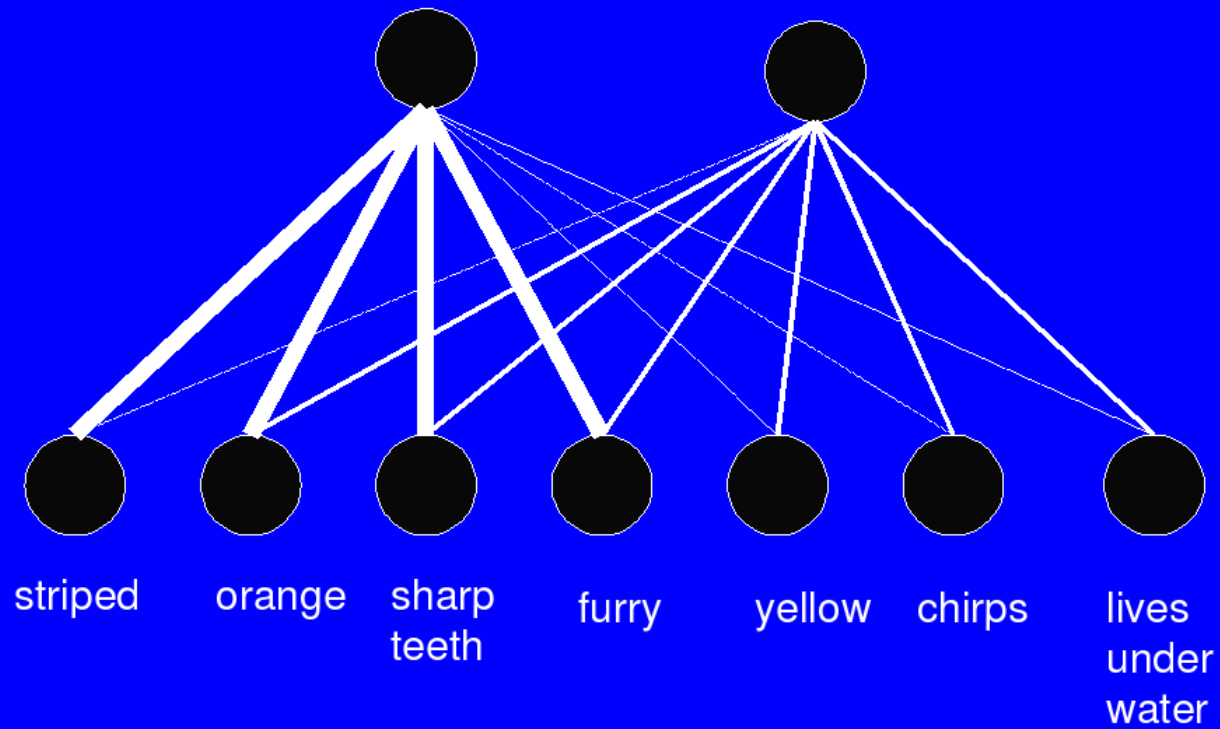 striped
orange
sharp
teeth
furry
yellow
chirps
lives
under
water